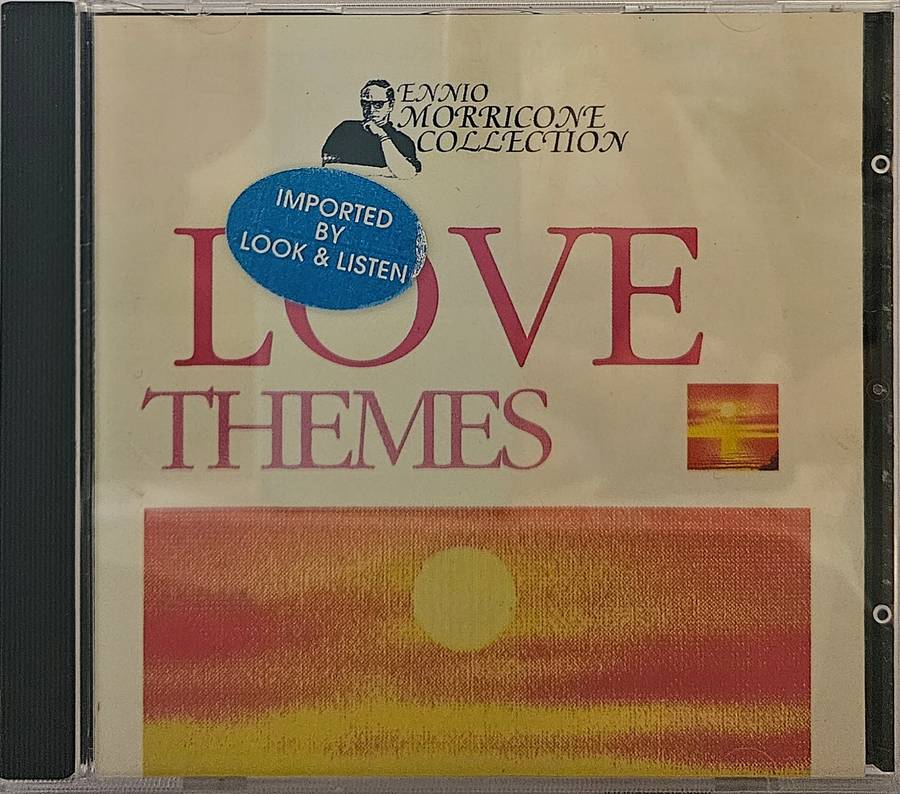 ENNIO
MORRICONE
COLLECTION
IMPORTED
BY
LOOK & LISTEN
LOVE
THEMES